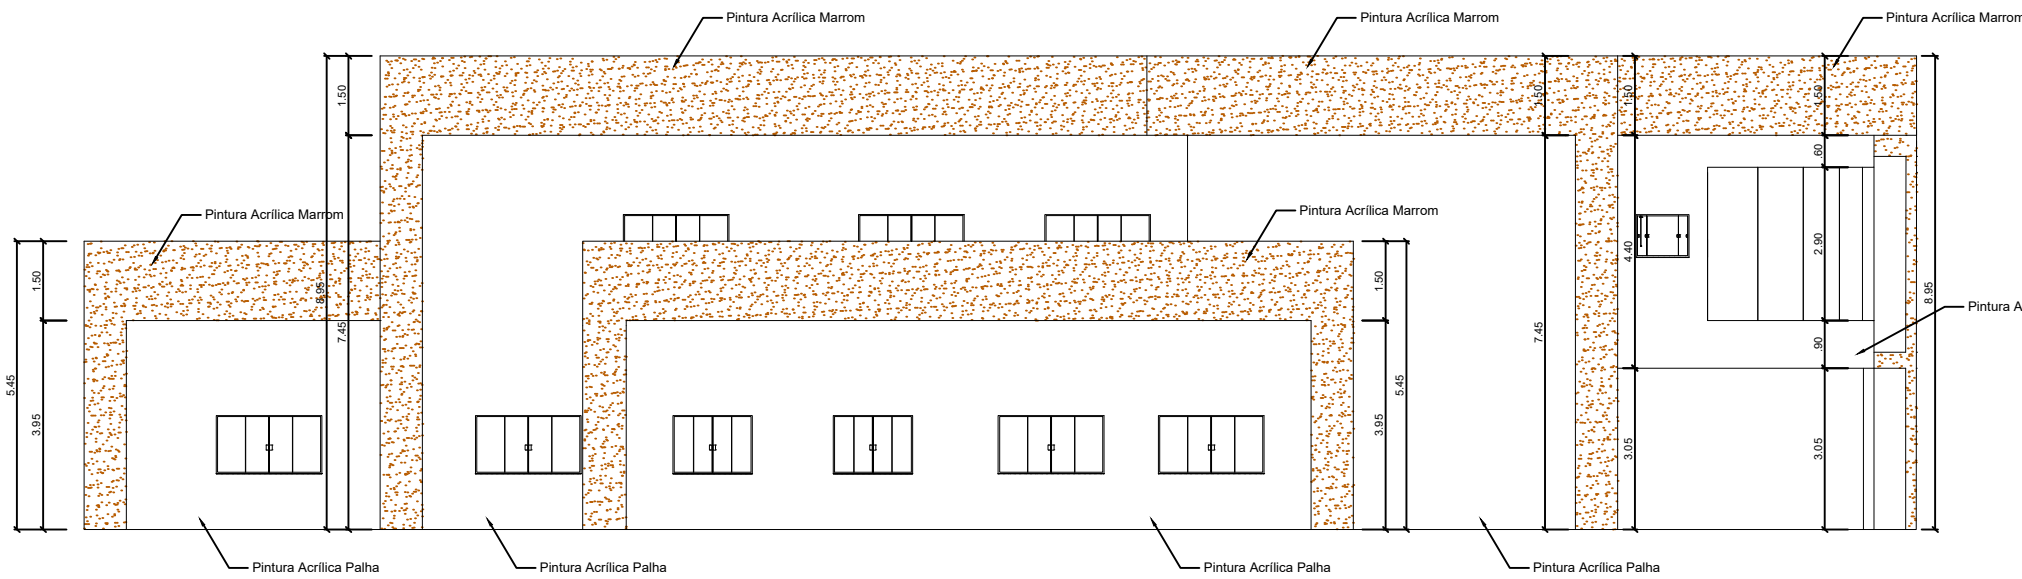 Pintura Acrílica Marrom
Pintura Acrílica Marrom
Pintura Acrílica Marrom
1.50
1.50
1.50
1.50
.60
Pintura Acrílica Marrom
Pintura Acrílica Marrom
4.40
2.90
1.50
8.95
7.45
1.50
8.95
Pintura A
7.45
.90
5.45
3.95
3.95
5.45
3.05
3.05
Pintura Acrílica Palha
Pintura Acrílica Palha
Pintura Acrílica Palha
Pintura Acrílica Palha